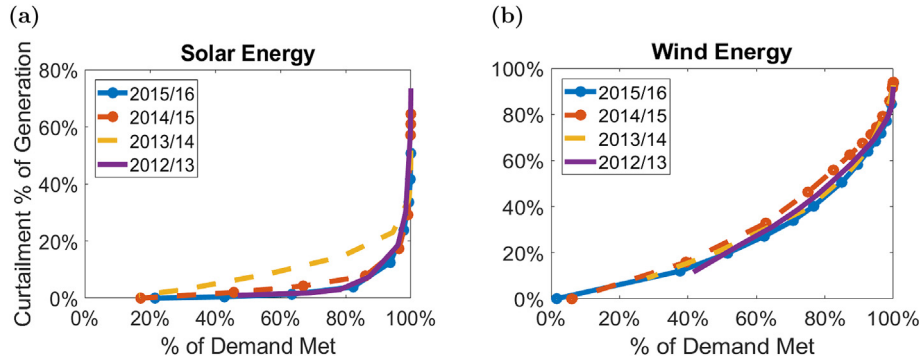 (a)
Solar Energy
Curtailment % of Generation
80%
60%
40%
20%
0%
2015/16
2014/15
2013/14
2012/13
0% 20% 40% 60% 80% 100%
% of Demand Met
(b)
Wind Energy
100%
80%
60%
40%
20%
0%
2015/16
2014/15
2013/14
2012/13
0% 20% 40% 60% 80% 100%
% of Demand Met